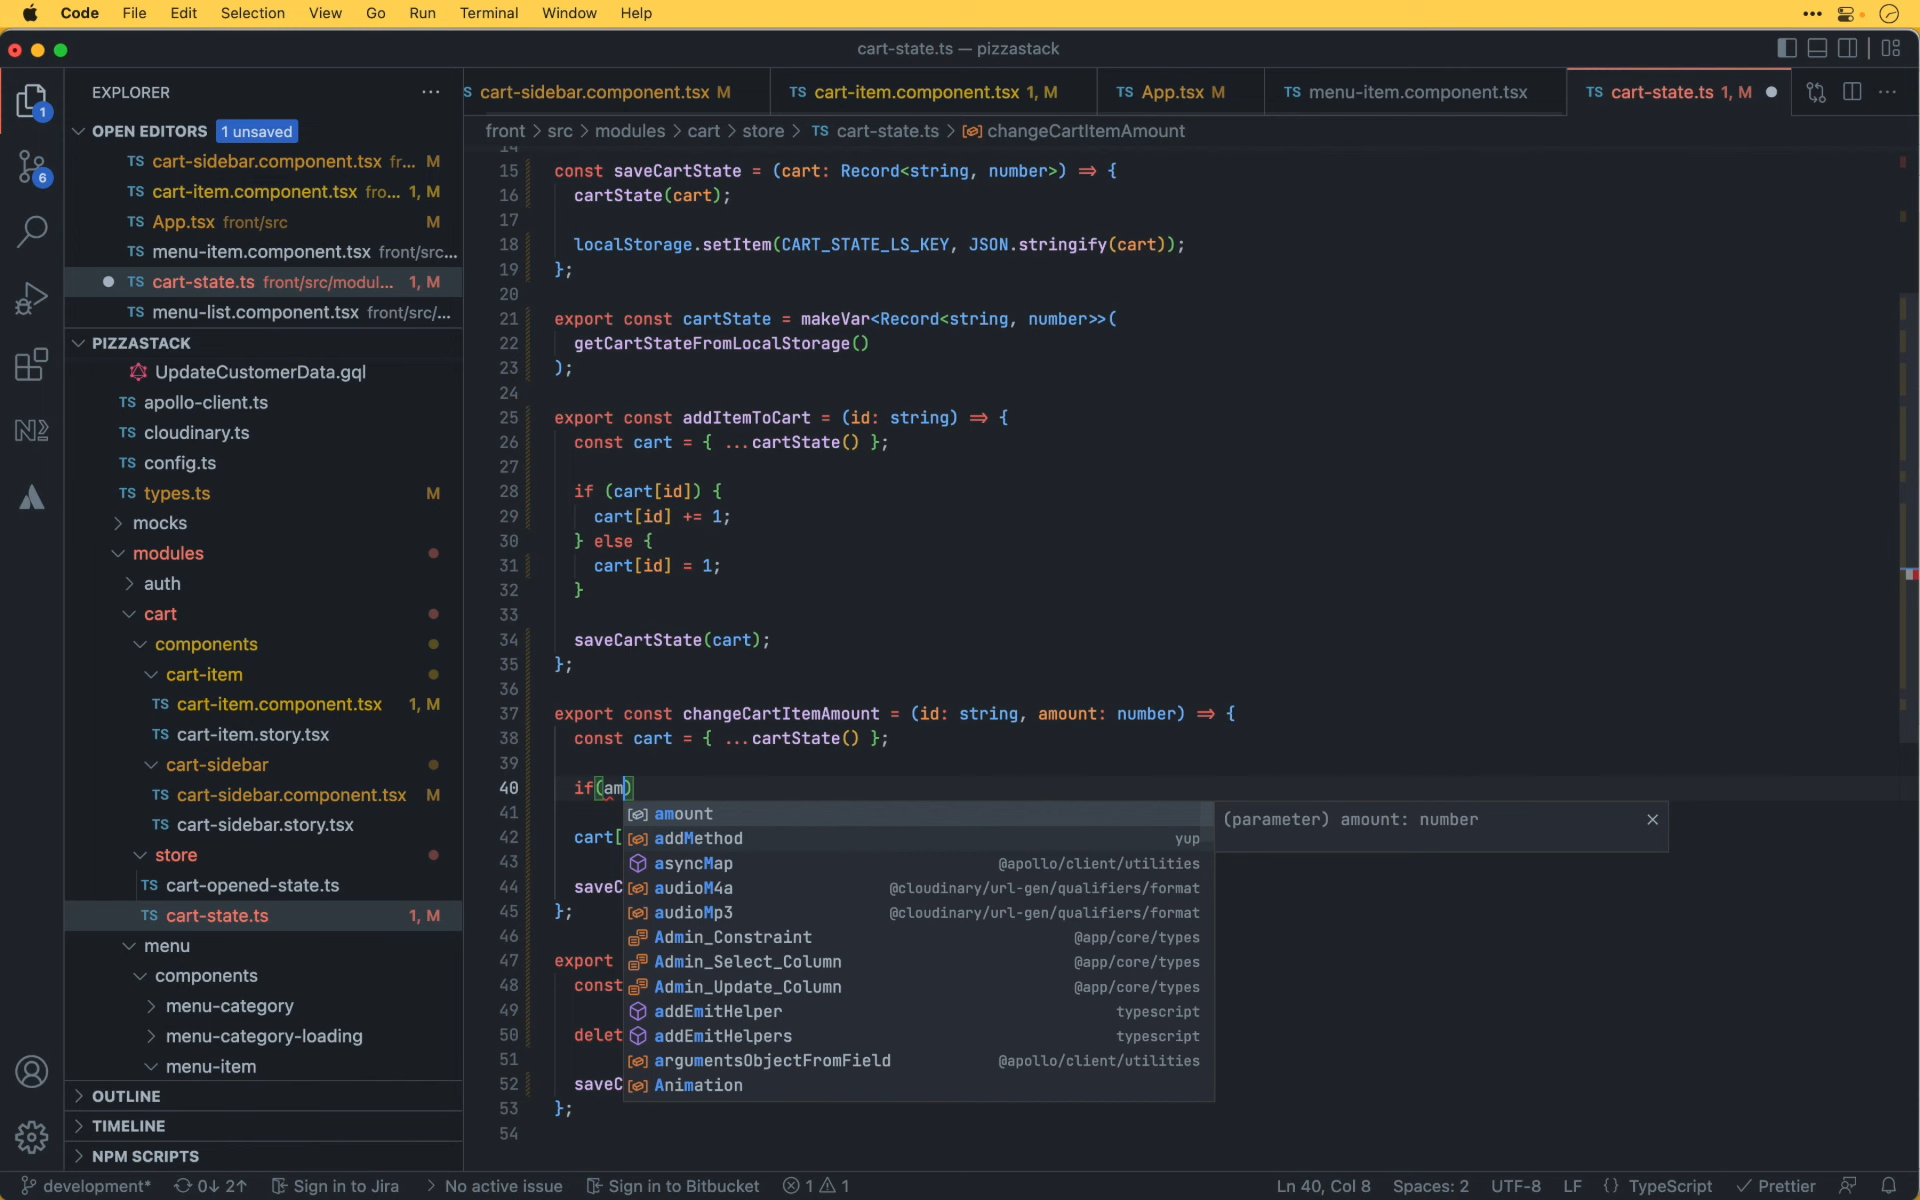 Code File Edit Selection View Go Run Terminal Window Help
cart-state.ts — pizzastack
EXPLORER
OPEN EDITORS 1 unsaved
TS cart-sidebar.component.tsx fr... M
TS cart-item.component.tsx fro... 1, M
TS App.tsx front/src M
TS menu-item.component.tsx front/src...
TS cart-state.ts front/src/modul... 1, M
TS menu-list.component.tsx front/src/...
PIZZASTACK
UpdateCustomerData.gql
TS apollo-client.ts
TS cloudinary.ts
TS config.ts
TS types.ts M
mocks
modules
auth
cart
components
cart-item
TS cart-item.component.tsx 1, M
TS cart-item.story.tsx
cart-sidebar
TS cart-sidebar.component.tsx M
TS cart-sidebar.story.tsx
store
TS cart-opened-state.ts
TS cart-state.ts 1, M
menu
components
menu-category
menu-category-loading
menu-item
OUTLINE
TIMELINE
NPM SCRIPTS
1
6
S cart-sidebar.component.tsx M TS cart-item.component.tsx 1, M TS App.tsx M TS menu-item.component.tsx TS cart-state.ts 1, M
front > src > modules > cart > store > TS cart-state.ts > changeCartItemAmount
14
15 const saveCartState = (cart: Record<string, number>) => {
16 cartState(cart);
17
18 localStorage.setItem(CART_STATE_LS_KEY, JSON.stringify(cart));
19 };
20
21 export const cartState = makeVar<Record<string, number>>(
22 getCartStateFromLocalStorage()
23 );
24
25 export const addItemToCart = (id: string) => {
26 const cart = { ...cartState() };
27
28 if (cart[id]) {
29 cart[id] += 1;
30 } else {
31 cart[id] = 1;
32 }
33
34 saveCartState(cart);
35 };
36
37 export const changeCartItemAmount = (id: string, amount: number) => {
38 const cart = { ...cartState() };
39
40 if(am)
41
42 cart[
43
44 saveC
45 };
46
47 export
48 const
49
50 delet
51
52 saveC
53 };
54
amount
addMethod yup
asyncMap @apollo/client/utilities
audioM4a @cloudinary/url-gen/qualifiers/format
audioMp3 @cloudinary/url-gen/qualifiers/format
Admin_Constraint @app/core/types
Admin_Select_Column @app/core/types
Admin_Update_Column @app/core/types
addEmitHelper typescript
addEmitHelpers typescript
argumentsObjectFromField @apollo/client/utilities
Animation
(parameter) amount: number
development* 0↓ 2↑ Sign in to Jira > No active issue Sign in to Bitbucket 1 1 Ln 40, Col 8 Spaces: 2 UTF-8 LF {} TypeScript ✓ Prettier